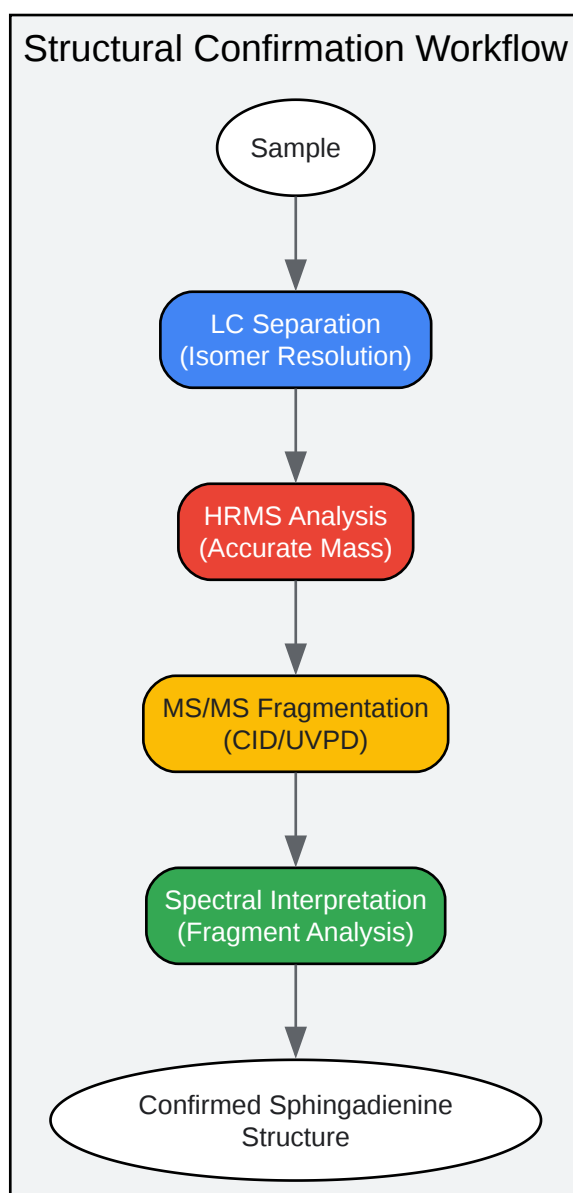 Structural Confirmation Workflow
Sample
LC Separation
(Isomer Resolution)
HRMS Analysis
(Accurate Mass)
MS/MS Fragmentation
(CID/UVPD)
Spectral Interpretation
(Fragment Analysis)
Confirmed Sphingadienine
Structure